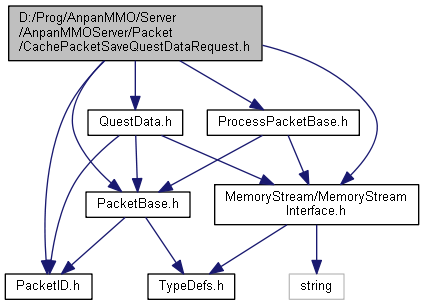 D:/Prog/AnpanMMO/Server
/AnpanMMOServer/Packet
/CachePacketSaveQuestDataRequest.h
QuestData.h
ProcessPacketBase.h
PacketBase.h
MemoryStream/MemoryStream
Interface.h
PacketID.h
TypeDefs.h
string